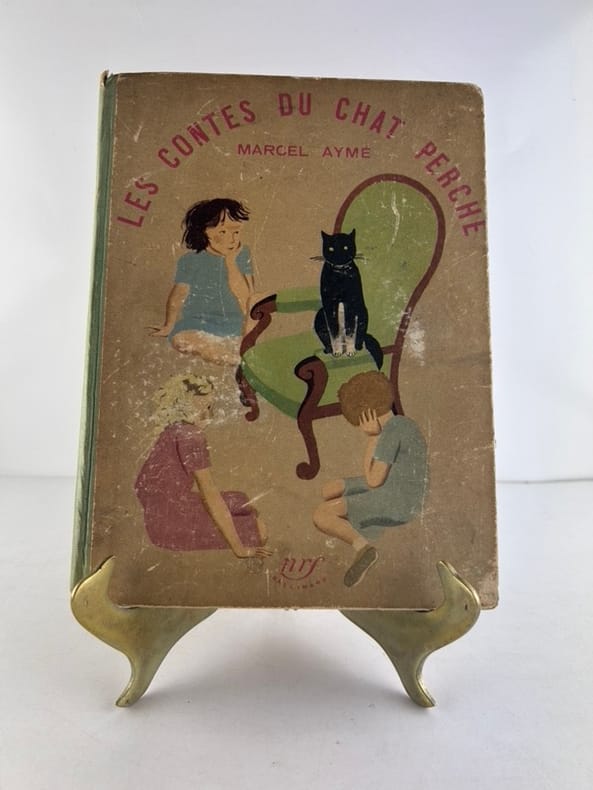 LES CONTES DU CHAT PERCHÉ
MARCEL AYMÉ
nrf
GALLIMARD